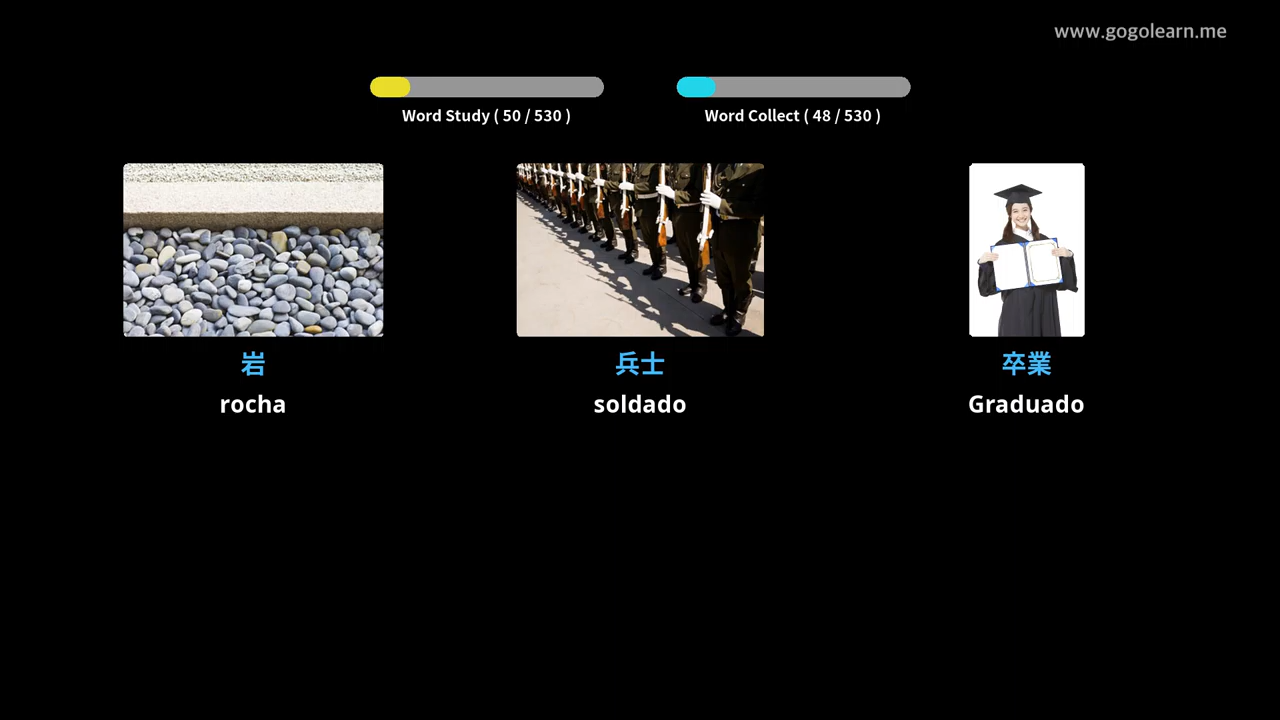 www.gogolearn.me
Word Study ( 50 / 530 )
Word Collect ( 48 / 530 )
岩
rocha
兵士
soldado
卒業
Graduado